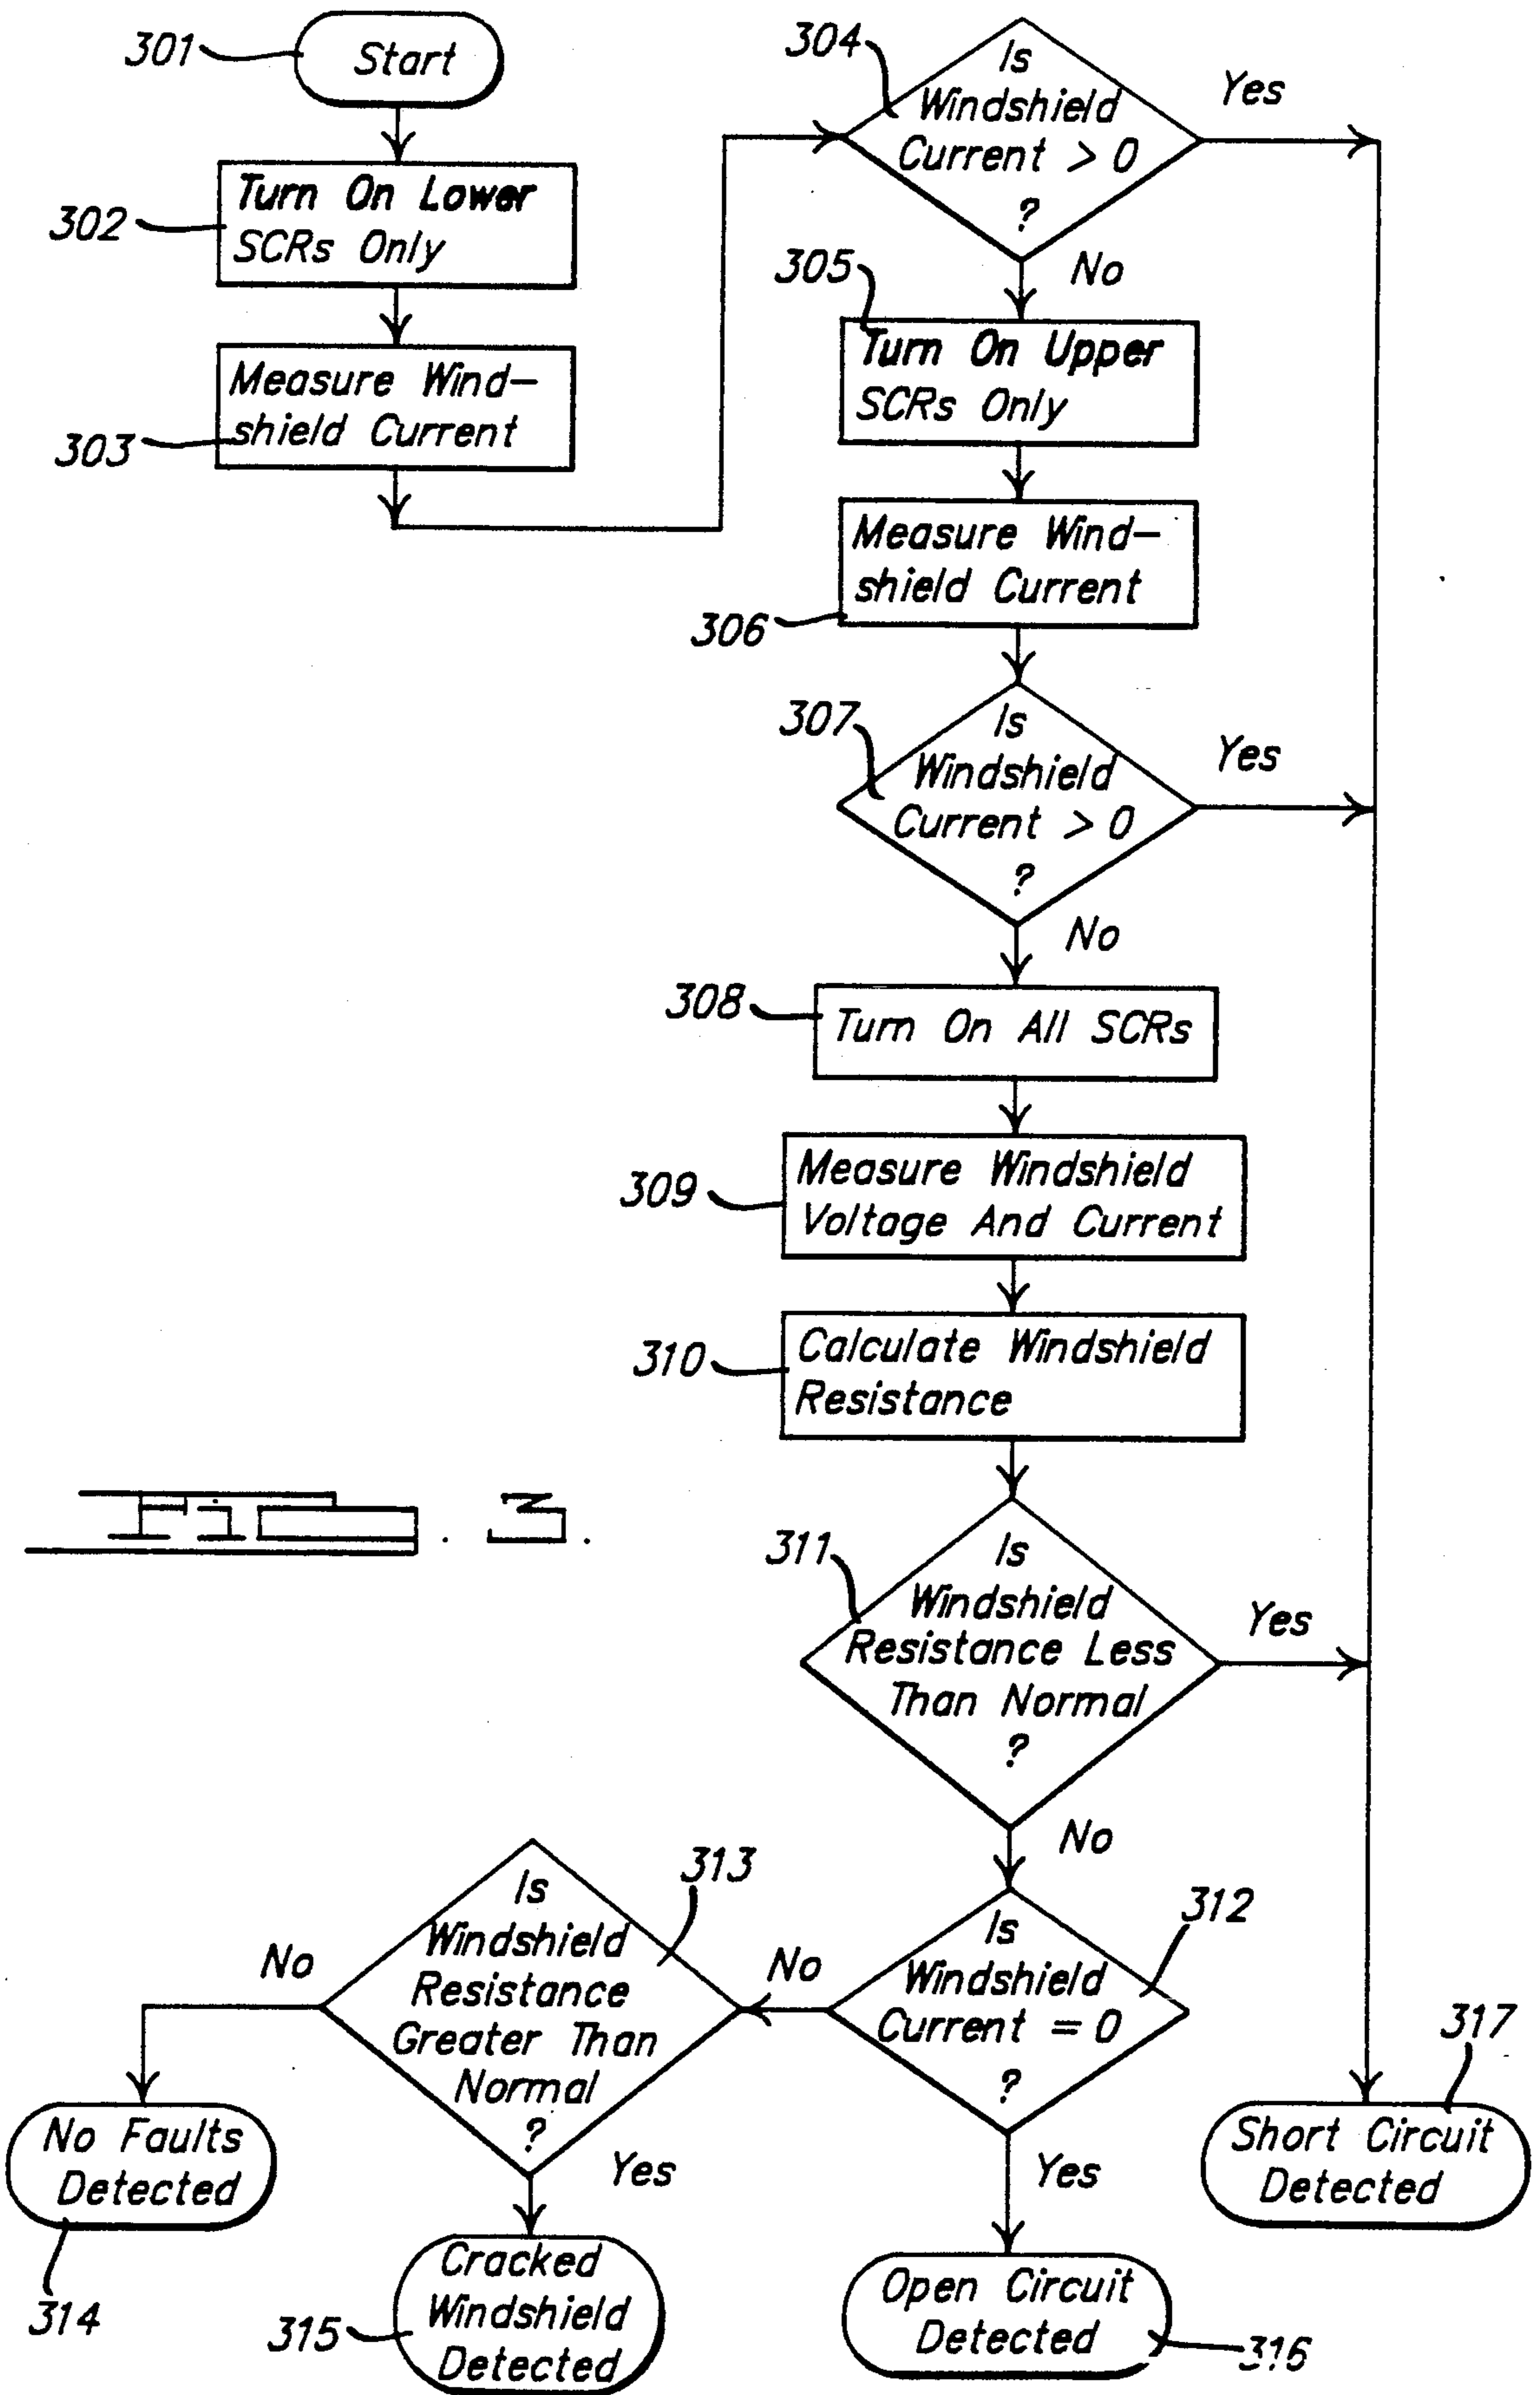 301
Start
302
Turn On Lower
SCRs Only
303
Measure Wind-
shield Current
304
Is
Windshield
Current > 0
?
Yes
No
305
Turn On Upper
SCRs Only
306
Measure Wind-
shield Current
307
Is
Windshield
Current > 0
?
Yes
No
308
Turn On All SCRs
309
Measure Windshield
Voltage And Current
310
Calculate Windshield
Resistance
311
Is
Windshield
Resistance Less
Than Normal
?
Yes
No
312
Is
Windshield
Current = 0
?
No
Yes
313
Is
Windshield
Resistance
Greater Than
Normal
?
No
Yes
No Faults
Detected
314
Cracked
Windshield
Detected
315
Open Circuit
Detected
316
317
Short Circuit
Detected
Fig. 3.